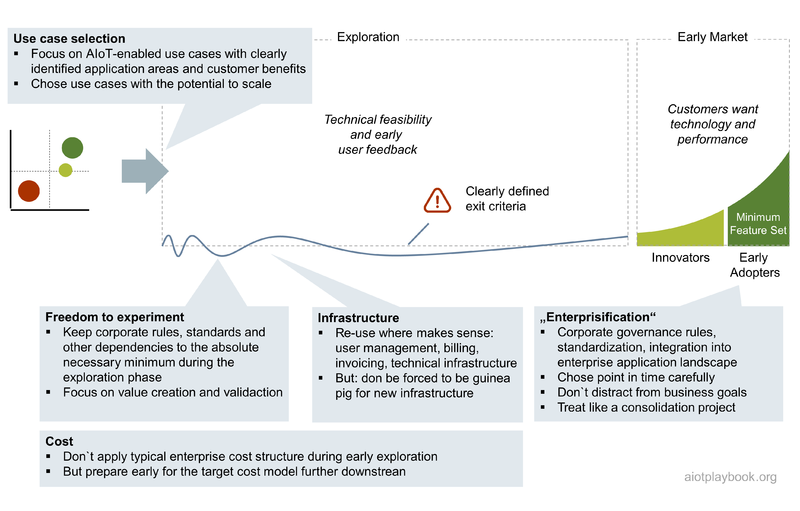 Use case selection
▪ Focus on AIoT-enabled use cases with clearly
identified application areas and customer benefits
▪ Chose use cases with the potential to scale
Exploration
Early Market
Technical feasibility
and early
user feedback
Customers want
technology and
performance
Clearly defined
exit criteria
Minimum
Feature Set
Innovators
Early
Adopters
Freedom to experiment
▪ Keep corporate rules, standards and
other dependencies to the absolute
necessary minimum during the
exploration phase
▪ Focus on value creation and validaction
Infrastructure
▪ Re-use where makes sense:
user management, billing,
invoicing, technical infrastructure
▪ But: don be forced to be guinea
pig for new infrastructure
„Enterprisification“
▪ Corporate governance rules,
standardization, integration into
enterprise application landscape
▪ Chose point in time carefully
▪ Don`t distract from business goals
▪ Treat like a consolidation project
Cost
▪ Don`t apply typical enterprise cost structure during early exploration
▪ But prepare early for the target cost model further downstrean
aiotplaybook.org